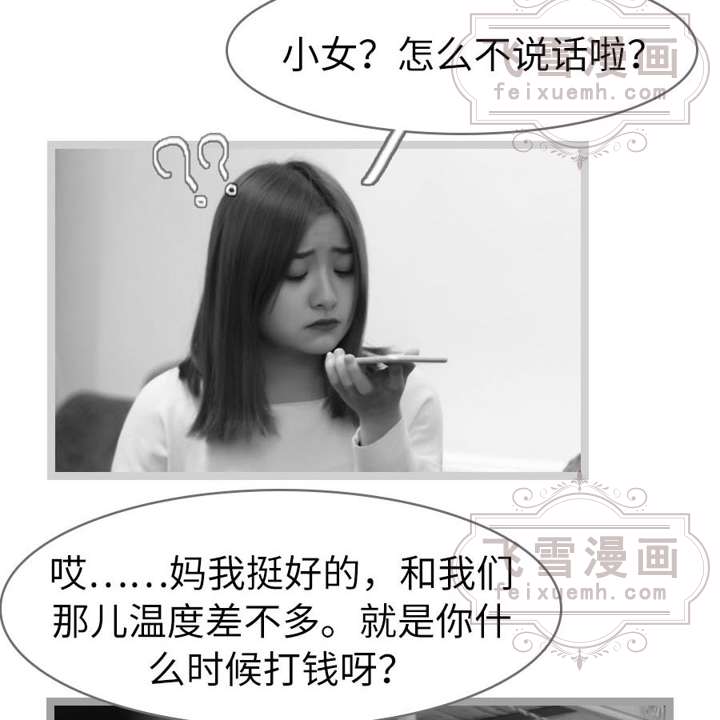 小女？怎么不说话啦？
飞雪漫画
feixuemh.com
??
哎……妈我挺好的，和我们
那儿温度差不多。就是你什
么时候打钱呀？
飞雪漫画
feixuemh.com